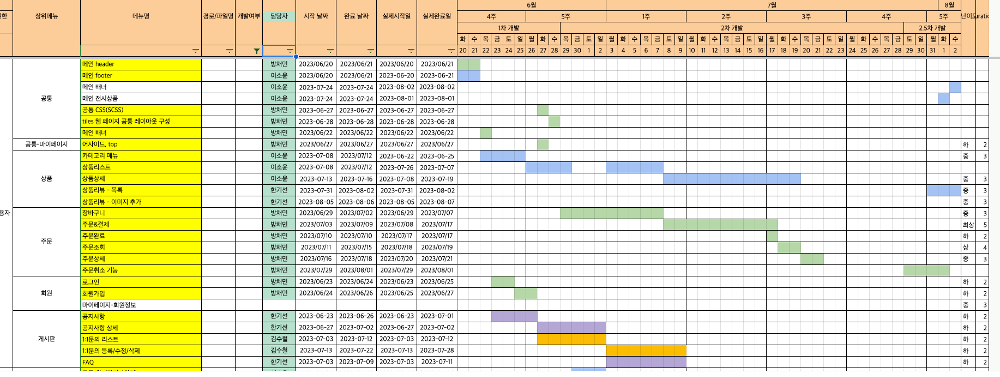 6월 7월 8월
상위메뉴 메뉴명 경로/파일명 개발여부 담당자 시작 날짜 완료 날짜 실제시작일 실제완료일 4주 5주 1주 2주 3주 4주 5주 난이도
1차 개발 2차 개발 2.5차 개발
화 수 목 금 토 일 월 화 수 목 금 토 일 월 화 수 목 금 토 일 월 화 수 목 금 토 일 월 화 수 목 금 토 일 월 화 수 목 금 토 일 월 화 수
20 21 22 23 24 25 26 27 28 29 30 1 2 3 4 5 6 7 8 9 10 11 12 13 14 15 16 17 18 19 20 21 22 23 24 25 26 27 28 29 30 31 1 2
메인 header 방채민 2023/06/20 2023/06/21 2023/06/20 2023/06/21
메인 footer 이소윤 2023/06/20 2023/06/21 2023-06-20 2023-06-21
메인 배너 이소윤 2023-07-24 2023-07-24 2023-08-02 2023-08-02
공통 메인 전시상품 이소윤 2023-07-24 2023-07-24 2023-08-01 2023-08-01
공통 CSS(SCSS) 방채민 2023-06-27 2023-06-27 2023-06-27 2023-06-27
tiles 웹 페이지 공통 레이아웃 구성 방채민 2023-06-28 2023-06-28 2023-06-28 2023-06-28
메인 배너 방채민 2023/06/22 2023/06/22 2023/06/22 2023/06/22
공통-마이페이지 어사이드, top 방채민 2023/06/27 2023/06/27 2023/06/27 2023/06/27 하 2
카테고리 메뉴 이소윤 2023-07-08 2023/07/12 2023-06-22 2023-06-25 중 3
상품리스트 이소윤 2023-07-08 2023/07/12 2023-07-26 2023-07-07
상품 상품상세 이소윤 2023-07-13 2023-07-16 2023-07-08 2023-07-19 중 3
상품리뷰 - 목록 한기선 2023-07-31 2023-08-02 2023-07-31 2023-08-02 중 3
상품리뷰 - 이미지 추가 한기선 2023-08-05 2023-08-06 2023-08-05 2023-08-07 중 3
장바구니 방채민 2023/06/29 2023/07/02 2023/06/29 2023/07/07 중 3
주문&결제 방채민 2023/07/03 2023/07/09 2023/07/08 2023/07/17 최상 5
주문 주문완료 방채민 2023/07/10 2023/07/10 2023/07/17 2023/07/17 하 2
주문조회 방채민 2023/07/11 2023/07/15 2023/07/18 2023/07/19 상 4
주문상세 방채민 2023/07/16 2023/07/18 2023/07/20 2023/07/21 중 3
주문취소 기능 방채민 2023/07/29 2023/08/01 2023/07/29 2023/08/01
로그인 방채민 2023/06/23 2023/06/24 2023/06/23 2023/06/25 하 2
회원 회원가입 방채민 2023/06/24 2023/06/26 2023/06/25 2023/06/27 하 2
마이페이지-회원정보 중 3
공지사항 한기선 2023-06-23 2023-06-26 2023-06-23 2023-07-01 하 2
공지사항 상세 한기선 2023-06-27 2023-07-02 2023-06-27 2023-07-02 하 2
게시판 1:1문의 리스트 김수철 2023-07-03 2023-07-12 2023-07-03 2023-07-12 하 2
1:1문의 등록/수정/삭제 김수철 2023-07-13 2023-07-22 2023-07-13 2023-07-28 하 2
FAQ 한기선 2023-07-03 2023-07-09 2023-07-03 2023-07-11 하 2